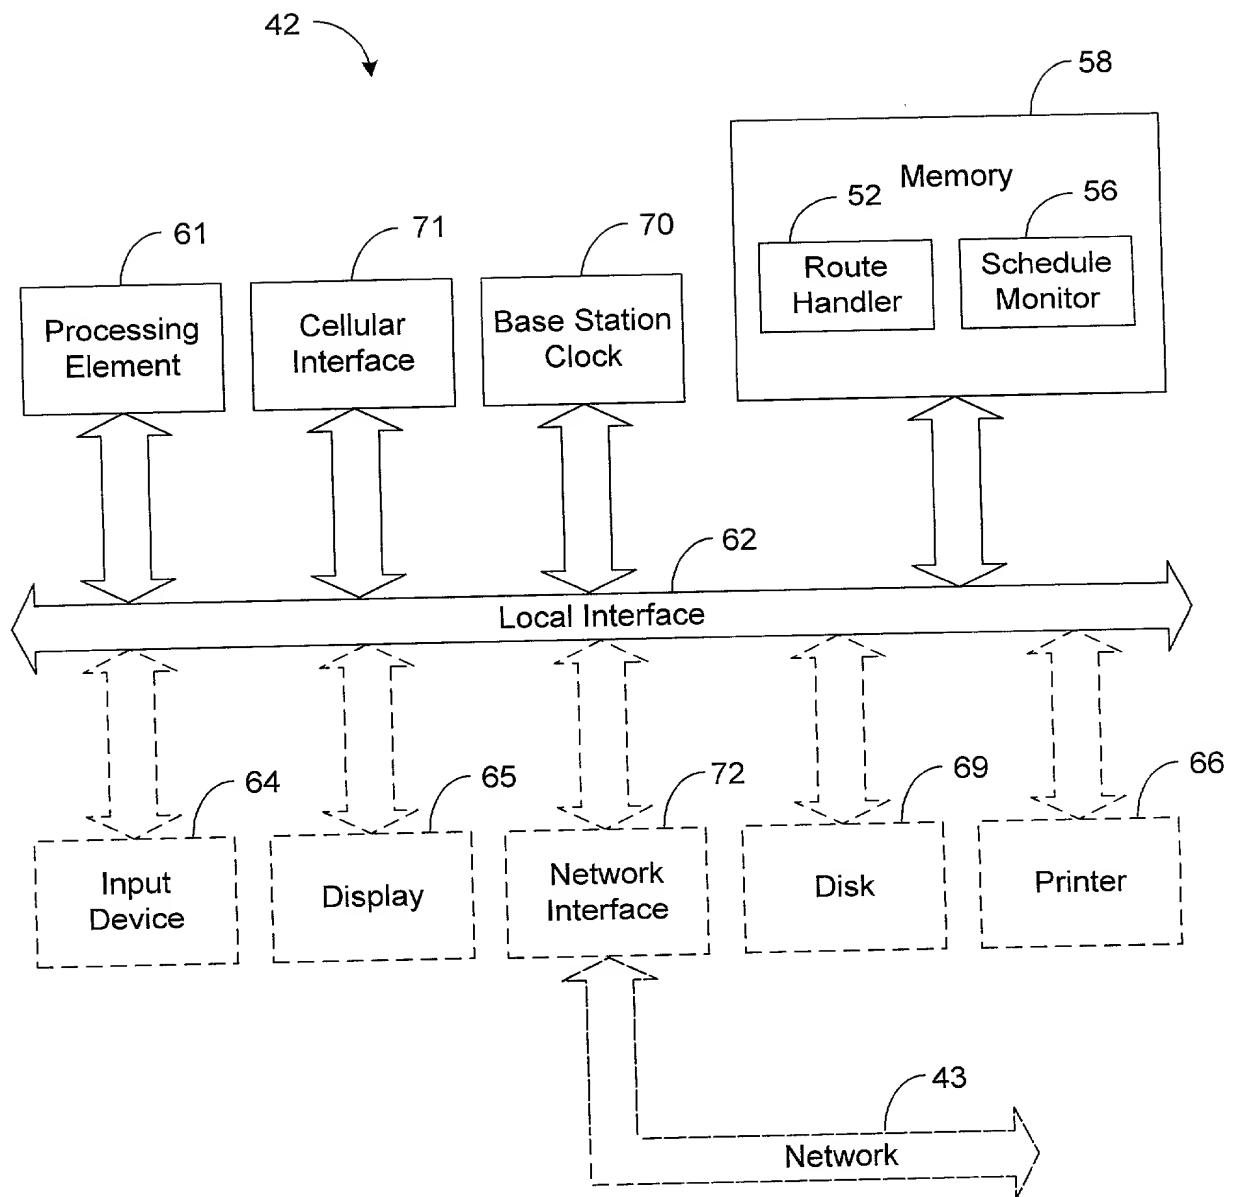 42
58
Memory
52
56
Route
Handler
Schedule
Monitor
61
71
70
Processing
Element
Cellular
Interface
Base Station
Clock
62
Local Interface
64
65
72
69
66
Input
Device
Display
Network
Interface
Disk
Printer
43
Network